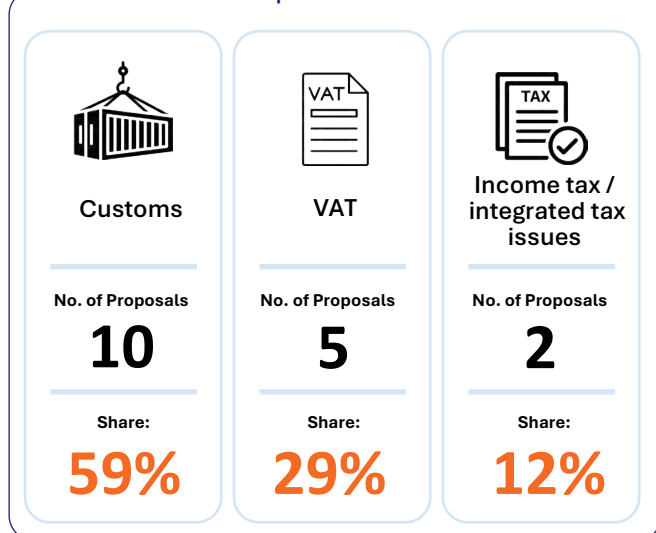 Customs
No. of Proposals
10
Share:
59%
VAT
VAT
No. of Proposals
5
Share:
29%
TAX
Income tax /
integrated tax
issues
No. of Proposals
2
Share:
12%